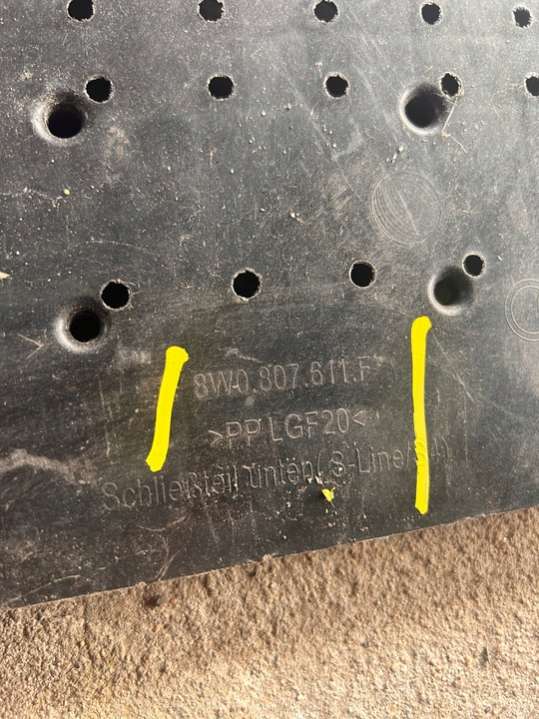 8W0.807.611.F
>PP LGF20<
Schließteil unten( S-Line/S4)